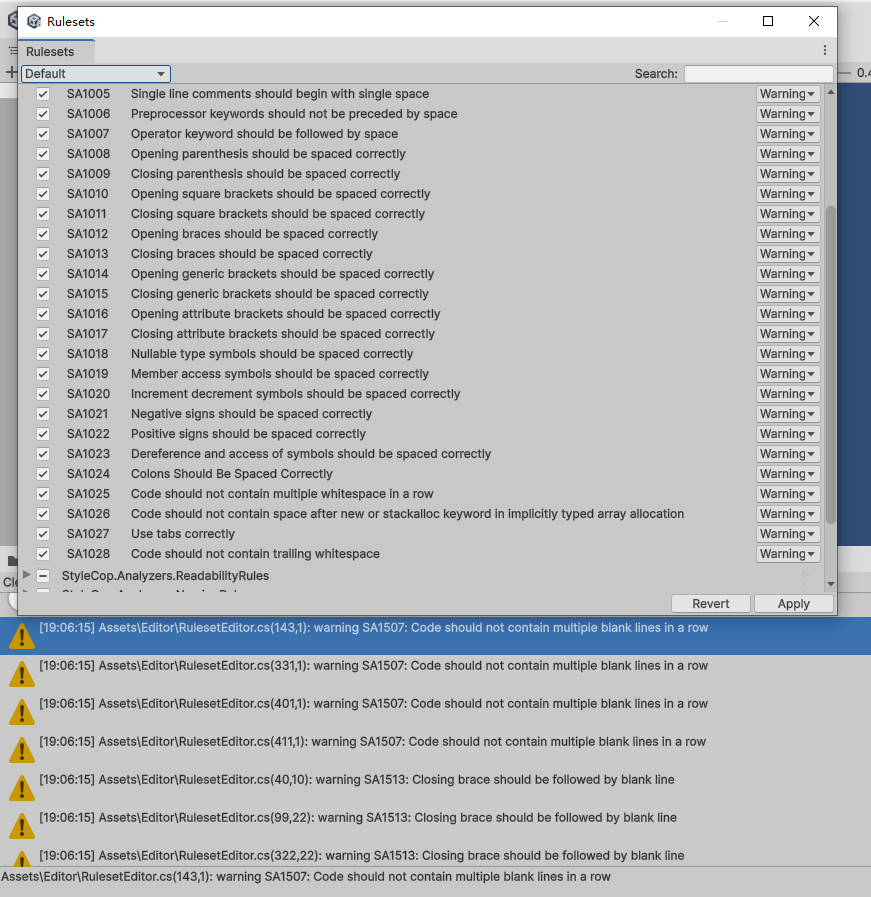 Rulesets
Rulesets
Default Search: 0.4
SA1005 Single line comments should begin with single space Warning
SA1006 Preprocessor keywords should not be preceded by space Warning
SA1007 Operator keyword should be followed by space Warning
SA1008 Opening parenthesis should be spaced correctly Warning
SA1009 Closing parenthesis should be spaced correctly Warning
SA1010 Opening square brackets should be spaced correctly Warning
SA1011 Closing square brackets should be spaced correctly Warning
SA1012 Opening braces should be spaced correctly Warning
SA1013 Closing braces should be spaced correctly Warning
SA1014 Opening generic brackets should be spaced correctly Warning
SA1015 Closing generic brackets should be spaced correctly Warning
SA1016 Opening attribute brackets should be spaced correctly Warning
SA1017 Closing attribute brackets should be spaced correctly Warning
SA1018 Nullable type symbols should be spaced correctly Warning
SA1019 Member access symbols should be spaced correctly Warning
SA1020 Increment decrement symbols should be spaced correctly Warning
SA1021 Negative signs should be spaced correctly Warning
SA1022 Positive signs should be spaced correctly Warning
SA1023 Dereference and access of symbols should be spaced correctly Warning
SA1024 Colons Should Be Spaced Correctly Warning
SA1025 Code should not contain multiple whitespace in a row Warning
SA1026 Code should not contain space after new or stackalloc keyword in implicitly typed array allocation Warning
SA1027 Use tabs correctly Warning
SA1028 Code should not contain trailing whitespace Warning
StyleCop.Analyzers.ReadabilityRules
Revert Apply
[19:06:15] Assets\Editor\RulesetEditor.cs(143,1): warning SA1507: Code should not contain multiple blank lines in a row
[19:06:15] Assets\Editor\RulesetEditor.cs(331,1): warning SA1507: Code should not contain multiple blank lines in a row
[19:06:15] Assets\Editor\RulesetEditor.cs(401,1): warning SA1507: Code should not contain multiple blank lines in a row
[19:06:15] Assets\Editor\RulesetEditor.cs(411,1): warning SA1507: Code should not contain multiple blank lines in a row
[19:06:15] Assets\Editor\RulesetEditor.cs(40,10): warning SA1513: Closing brace should be followed by blank line
[19:06:15] Assets\Editor\RulesetEditor.cs(99,22): warning SA1513: Closing brace should be followed by blank line
[19:06:15] Assets\Editor\RulesetEditor.cs(322,22): warning SA1513: Closing brace should be followed by blank line
Assets\Editor\RulesetEditor.cs(143,1): warning SA1507: Code should not contain multiple blank lines in a row